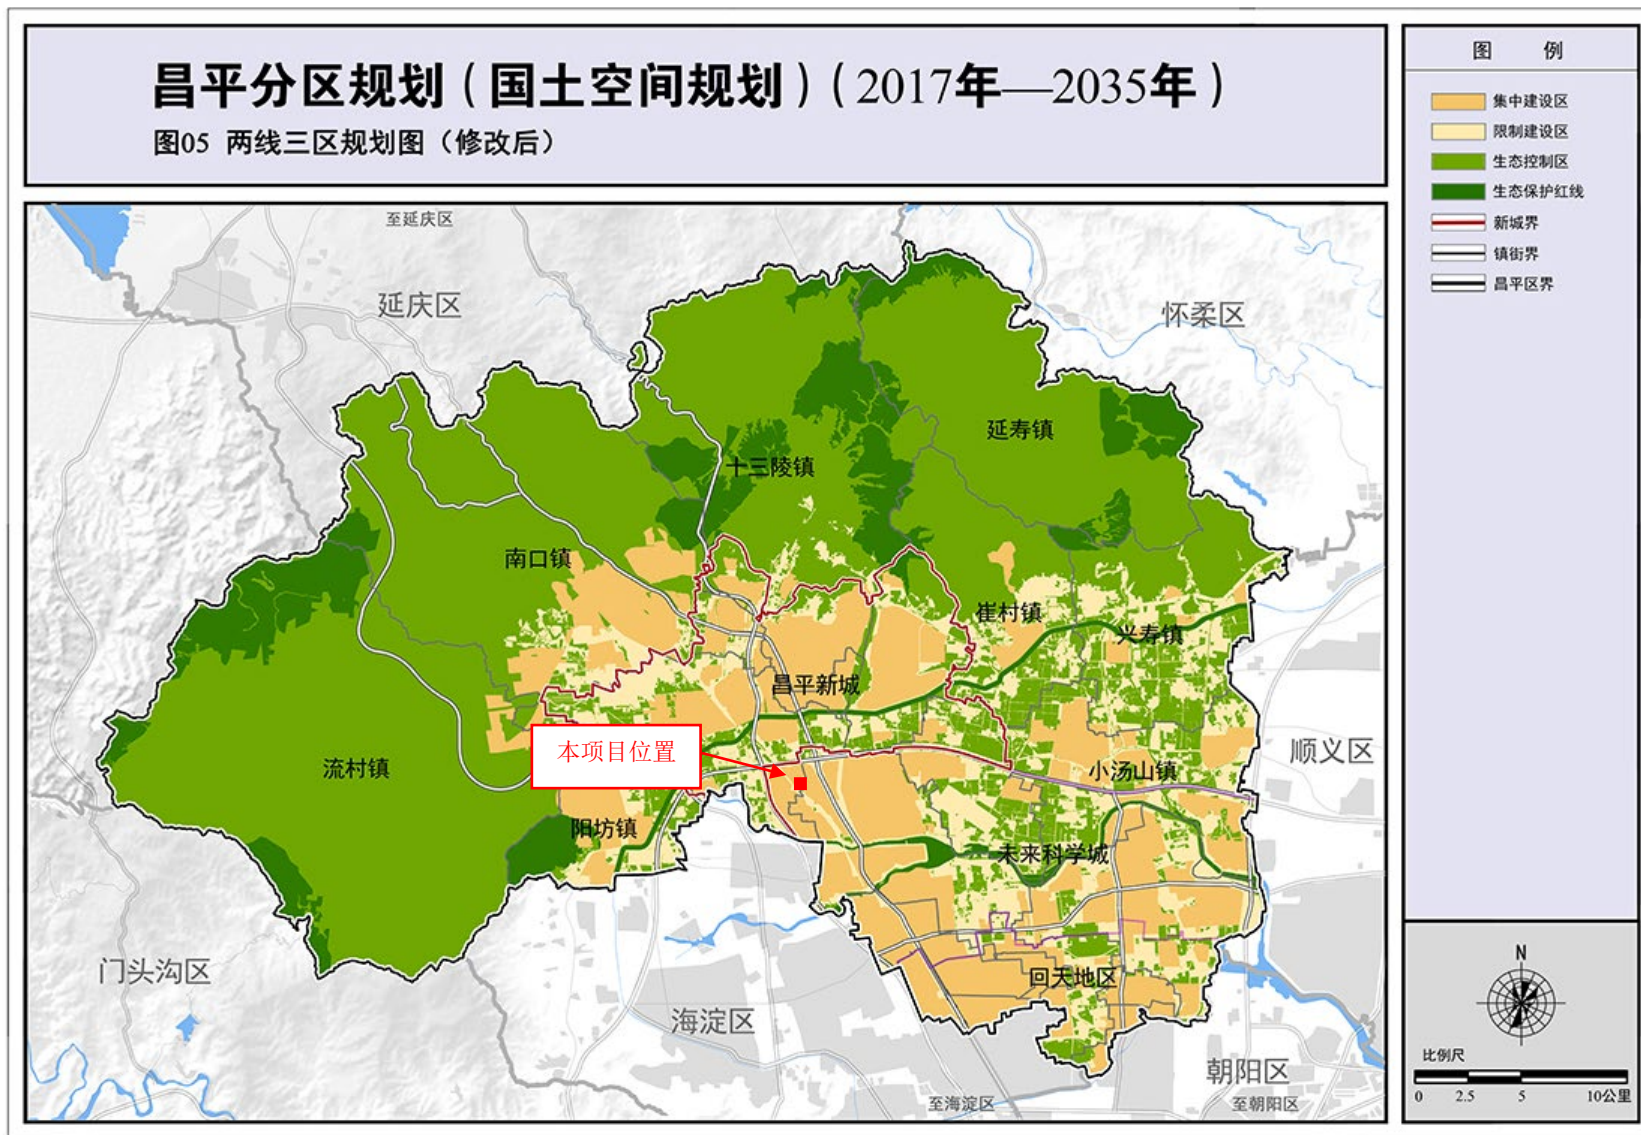 昌平分区规划（国土空间规划）（2017年—2035年）
图05 两线三区规划图（修改后）
图 例
集中建设区
限制建设区
生态控制区
生态保护红线
新城界
镇街界
昌平区界
至延庆区
延庆区
怀柔区
延寿镇
十三陵镇
南口镇
崔村镇
兴寿镇
昌平新城
本项目位置
顺义区
流村镇
小汤山镇
阳坊镇
未来科学城
门头沟区
回天地区
海淀区
朝阳区
至海淀区
至朝阳区
N
比例尺
0 2.5 5 10公里